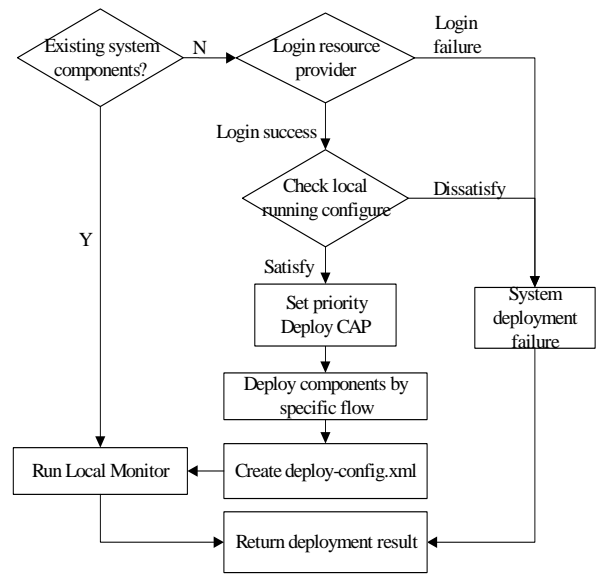 Existing system
components?
N
Login resource
provider
Login
failure
Login success
Check local
running configure
Dissatisfy
Y
Satisfy
Set priority
Deploy CAP
System
deployment
failure
Deploy components by
specific flow
Run Local Monitor
Create deploy-config.xml
Return deployment result